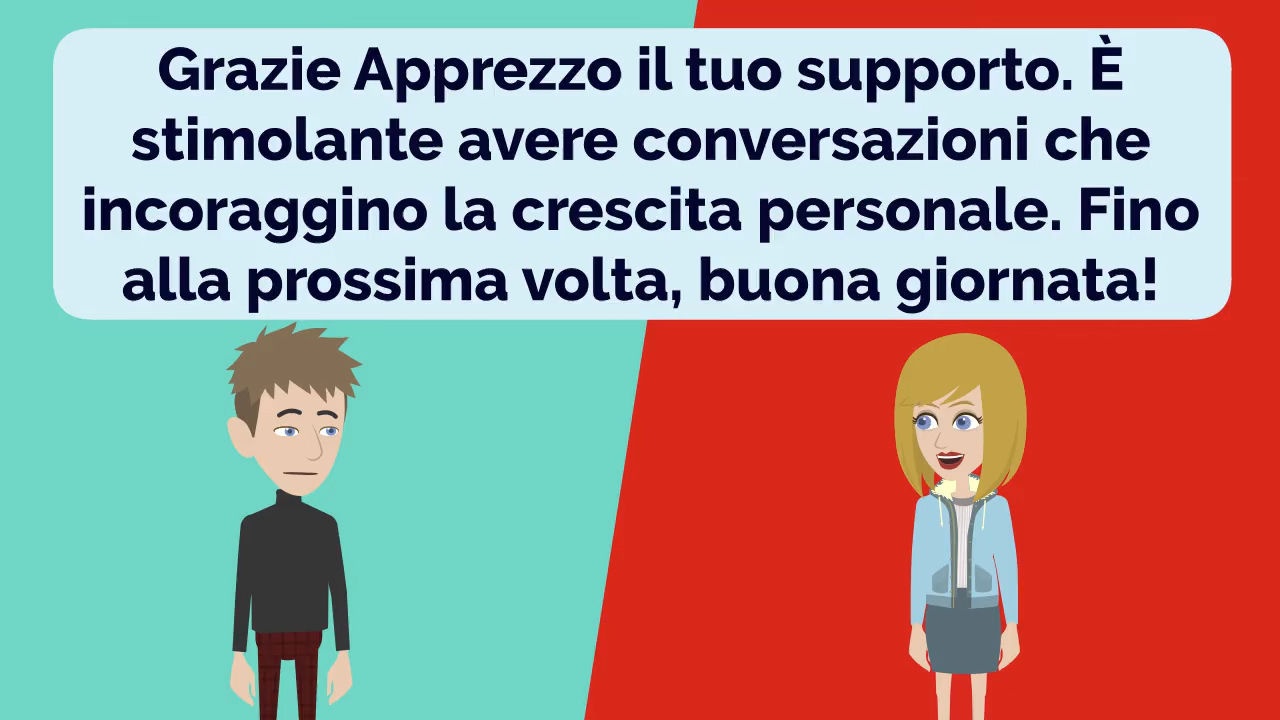 Grazie Apprezzo il tuo supporto. È
stimolante avere conversazioni che
incoraggino la crescita personale. Fino
alla prossima volta, buona giornata!